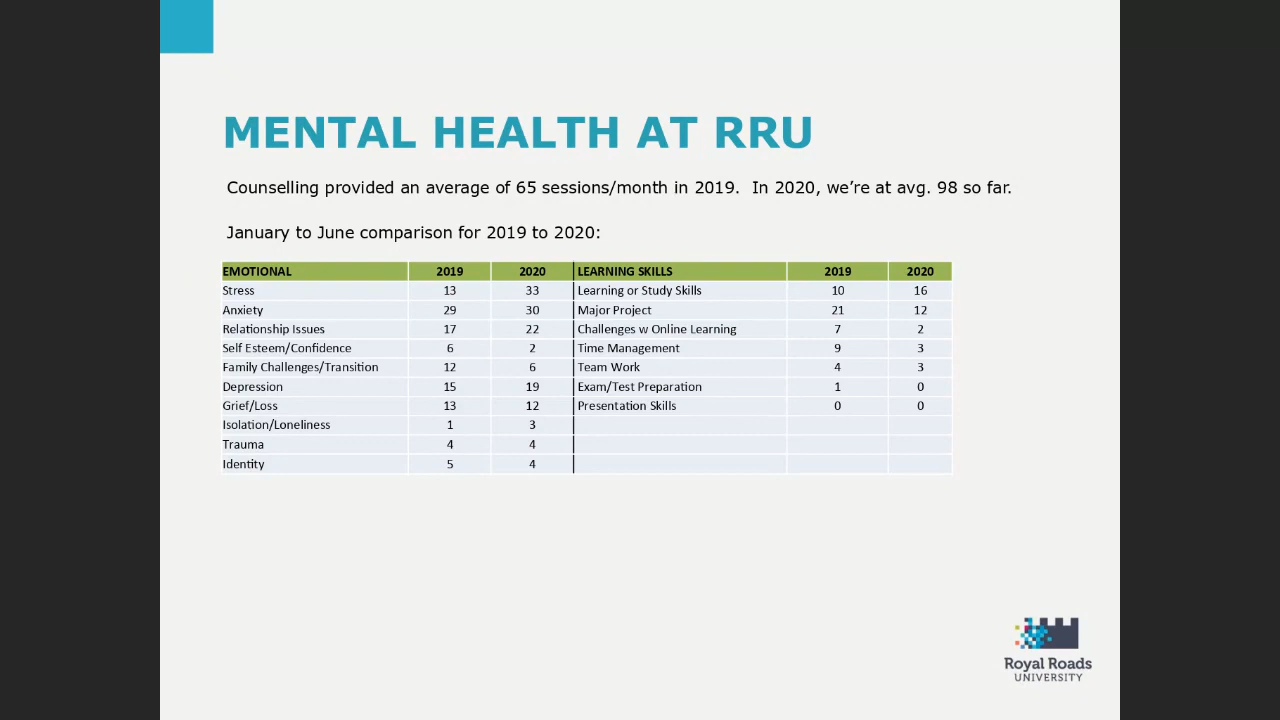 MENTAL HEALTH AT RRU
Counselling provided an average of 65 sessions/month in 2019.  In 2020, we’re at avg. 98 so far.
January to June comparison for 2019 to 2020:
EMOTIONAL 2019 2020 LEARNING SKILLS 2019 2020
Stress 13 33 Learning or Study Skills 10 16
Anxiety 29 30 Major Project 21 12
Relationship Issues 17 22 Challenges w Online Learning 7 2
Self Esteem/Confidence 6 2 Time Management 9 3
Family Challenges/Transition 12 6 Team Work 4 3
Depression 15 19 Exam/Test Preparation 1 0
Grief/Loss 13 12 Presentation Skills 0 0
Isolation/Loneliness 1 3
Trauma 4 4
Identity 5 4
Royal Roads
UNIVERSITY